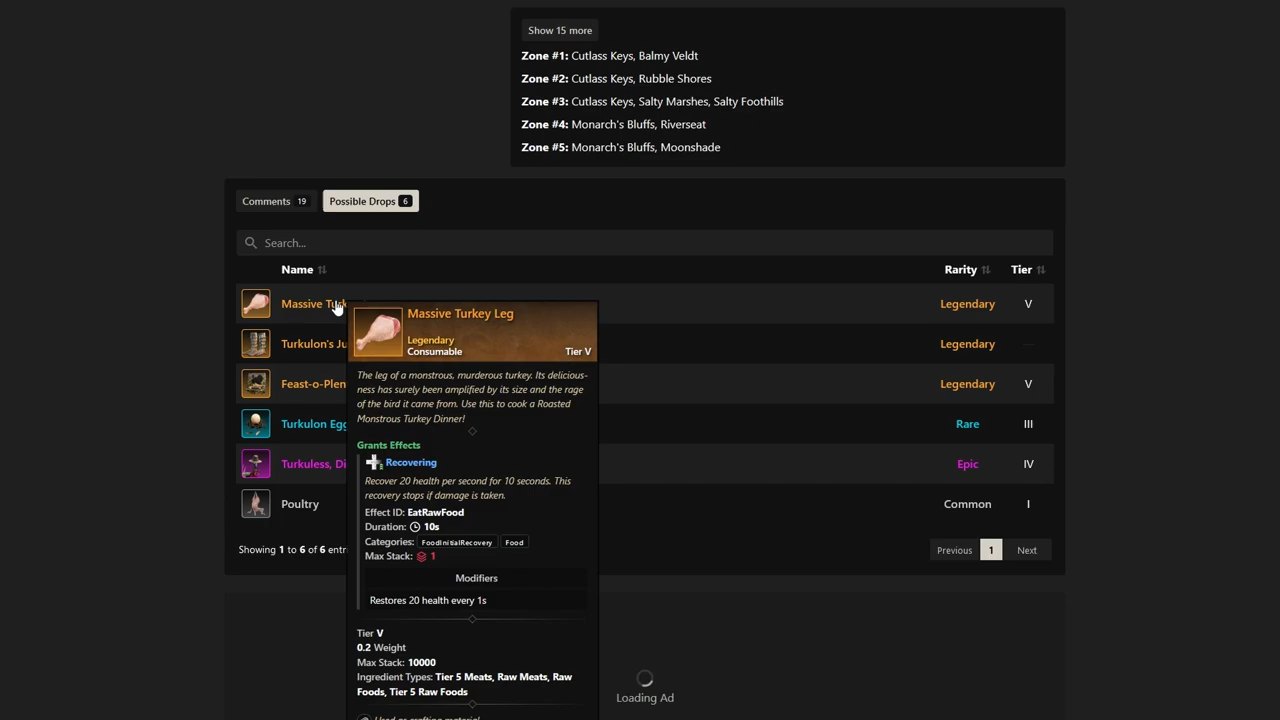 Show 15 more
Zone #1: Cutlass Keys, Balmy Veldt
Zone #2: Cutlass Keys, Rubble Shores
Zone #3: Cutlass Keys, Salty Marshes, Salty Foothills
Zone #4: Monarch's Bluffs, Riverseat
Zone #5: Monarch's Bluffs, Moonshade
Comments 19 Possible Drops 6
Search...
Name Rarity Tier
Massive Legendary V
Turkulon's Legendary
Feast-o-Plen Legendary V
Turkulon Rare III
Turkuless, Epic IV
Poultry Common I
Massive Turkey Leg
Legendary
Consumable Tier V
The leg of a monstrous, murderous turkey. Its delicious-
ness has surely been amplified by its size and the rage
of the bird it came from. Use this to cook a Roasted
Monstrous Turkey Dinner!
Grants Effects
Recovering
Recover 20 health per second for 10 seconds. This
recovery stops if damage is taken.
Effect ID: EatRawFood
Duration: 10s
Categories: FoodInitialRecovery Food
Max Stack: 1
Modifiers
Restores 20 health every 1s
Tier V
0.2 Weight
Max Stack: 10000
Ingredient Types: Tier 5 Meats, Raw Meats, Raw
Foods, Tier 5 Raw Foods
Used as crafting material
Showing 1 to 6 of 6 entr
Previous 1 Next
Loading Ad